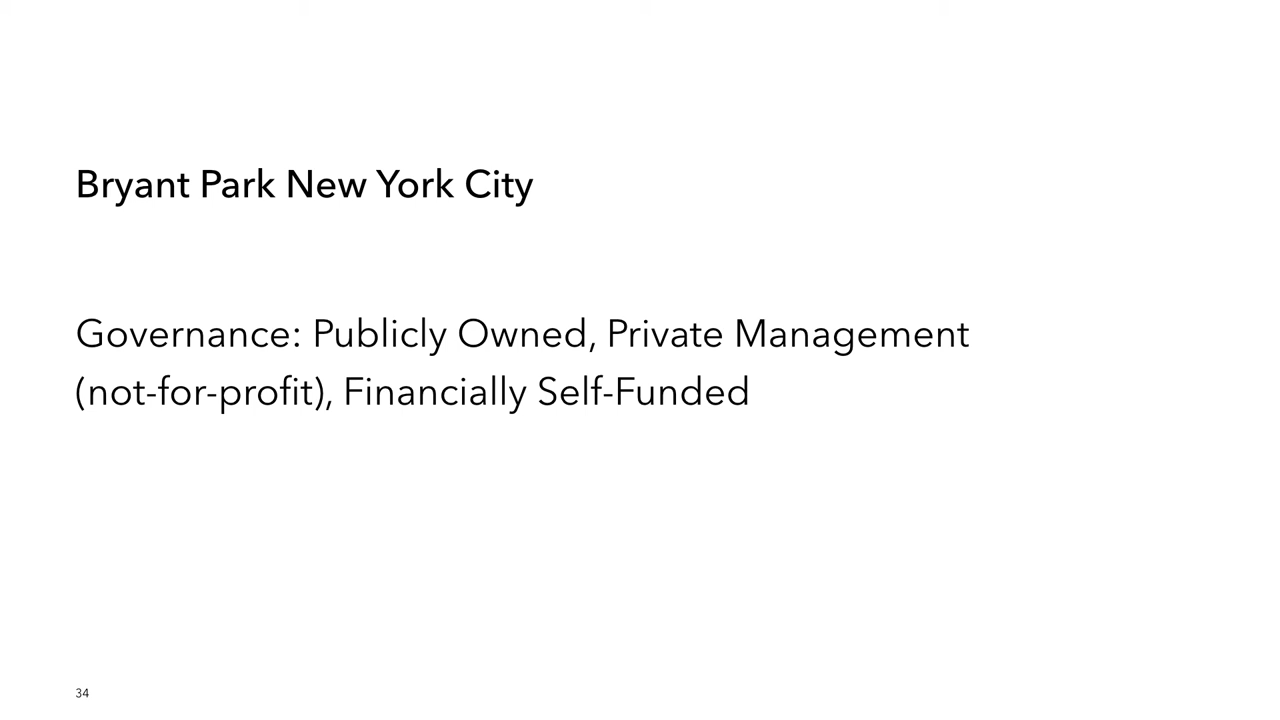 Bryant Park New York City
Governance: Publicly Owned, Private Management
(not-for-profit), Financially Self-Funded
34